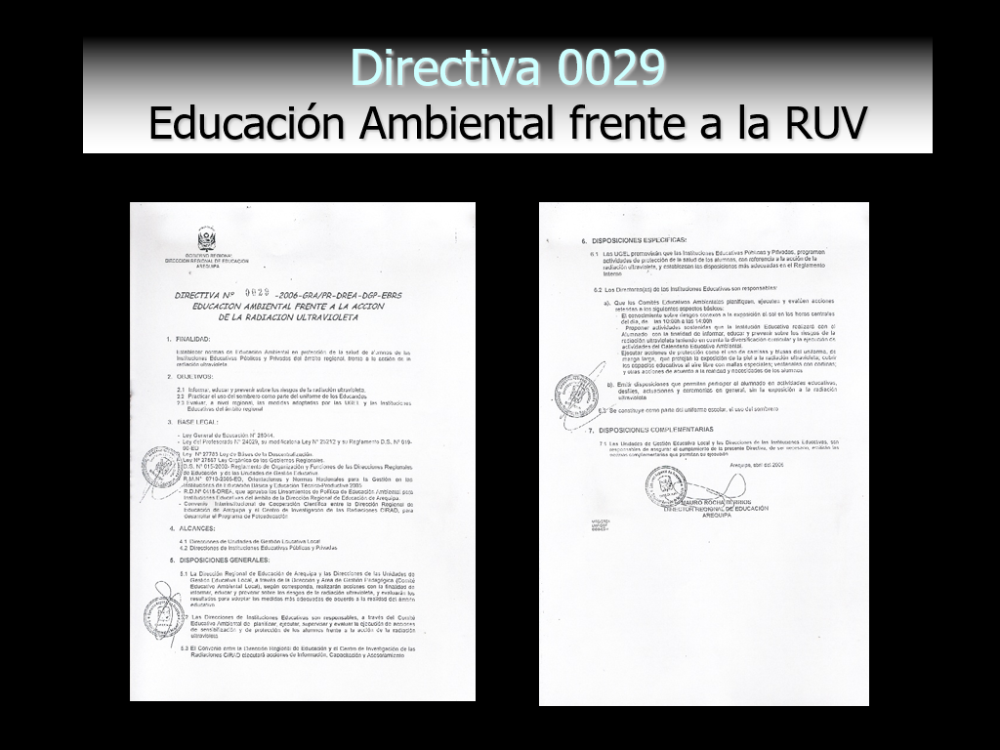 Directiva 0029
Educación Ambiental frente a la RUV
GOBIERNO REGIONAL
DIRECCION REGIONAL DE EDUCACION
AREQUIPA
DIRECTIVA Nº 0029 -2006-GRA/PR-DREA-DGP-EBRS
EDUCACION AMBIENTAL FRENTE A LA ACCION
DE LA RADIACION ULTRAVIOLETA
1. FINALIDAD:
Establecer normas de Educación Ambiental en protección de la salud de alumnos de las
Instituciones Educativas Públicas y Privadas del ámbito regional, frente a la acción de la
radiación ultravioleta
2. OBJETIVOS:
2.1 Informar, educar y prevenir sobre los riesgos de la radiación ultravioleta,
2.2 Practicar el uso del sombrero como parte del uniforme de los Educandos
2.3 Evaluar, a nivel regional, las medidas adoptadas por las UGEL y las Instituciones
Educativas del ámbito regional
3. BASE LEGAL:
- Ley General de Educación N° 28044.
- Ley del Profesorado N° 24029, su modificatoria Ley N° 25212 y su Reglamento D.S. N° 019-
90-ED
- Ley N° 27783 Ley de Bases de la Descentralización.
Ley N° 27867 Ley Orgánica de los Gobiernos Regionales.
D.S. N° 015-2002- Reglamento de Organización y Funciones de las Direcciones Regionales
de Educación y de las Unidades de Gestión Educativa
R.M.N° 0710-2005-ED, Orientaciones y Normas Nacionales para la Gestión en las
Instituciones de Educación Básica y Educación Técnico-Productiva 2006
- R.D.N° 0418-DREA, que aprueba los Lineamientos de Política de Educación Ambiental para
Instituciones Educativas del ámbito de la Dirección Regional de Educación de Arequipa.
- Convenio Interinstitucional de Cooperación Científica entre la Dirección Regional de
Educación de Arequipa y el Centro de Investigación de las Radiaciones CIRAD, para
desarrollar el Programa de Fotoeducación
4. ALCANCES:
4.1 Direcciones de Unidades de Gestión Educativa Local
4.2 Direcciones de Instituciones Educativas Públicas y Privadas
5. DISPOSICIONES GENERALES:
5.1 La Dirección Regional de Educación de Arequipa y las Direcciones de las Unidades de
Gestión Educativa Local, a través de la Dirección y Area de Gestión Pedagógica (Comité
Educativo Ambiental Local), según corresponda, realizarán acciones con la finalidad de
informar, educar y prevenir sobre los riesgos de la radiación ultravioleta, y evaluarán los
resultados para adoptar las medidas más adecuadas de acuerdo a la realidad del ámbito
educativo
Las Direcciones de Instituciones Educativas son responsables, a través del Comité
Educativo Ambiental de planificar, ejecutar, supervisar y evaluar la ejecución de acciones
de sensibilización y de protección de los alumnos frente a la acción de la radiación
ultravioleta
5.3 El Convenio entre la Dirección Regional de Educación y el Centro de Investigación de las
Radiaciones CIRAD ejecutará acciones de Información, Capacitación y Asesoramiento
6. DISPOSICIONES ESPECIFICAS:
6.1 LAS UGEL promoverán que las Instituciones Educativas Públicas y Privadas, programen
actividades de protección de la salud de los alumnos, con referencia a la acción de la
radiación ultravioleta, y establezcan las disposiciones más adecuadas en el Reglamento
Interno
6.2 Los Directores(as) de las Instituciones Educativas son responsables:
a). Que los Comités Educativos Ambientales planifiquen, ejecuten y evalúen acciones
referidas a los siguientes aspectos básicos:
- El conocimiento sobre riesgos conexos a la exposición al sol en las horas centrales
del día, de las 10:00h a las 14:00h
- Proponer actividades sostenidas que la Institución Educativa realizará con el
Alumnado con la finalidad de informar, educar y prevenir sobre los riesgos de la
radiación ultravioleta teniendo en cuenta la diversificación curricular y la ejecución de
actividades del Calendario Educativo Ambiental.
Ejecutar acciones de protección como el uso de camisas y blusas del uniforme, de
manga larga, que protejan la exposición de la piel a la radiación ultravioleta; cubrir
los espacios educativos al aire libre con mallas especiales; ventanales con cortinas;
y otras acciones de acuerdo a la realidad y necesidades de los alumnos.
b). Emitir disposiciones que permitan participar el alumnado en actividades educativas,
desfiles, actuaciones y ceremonias en general, sin la exposición a la radiación
ultravioleta
6.3 Se constituye como parte del uniforme escolar, el uso del sombrero
7. DISPOSICIONES COMPLEMENTARIAS
7.1 Las Unidades de Gestión Educativa Local y las Direcciones de las Instituciones Educativas, son
responsables de asegurar el cumplimiento de la presente Directiva, de ser necesario, emitirán las
normas complementarias que permitan su ejecución
Arequipa, abril del 2006
MAURO ROCHA
DIRECTOR REGIONAL DE EDUCACIÓN
AREQUIPA